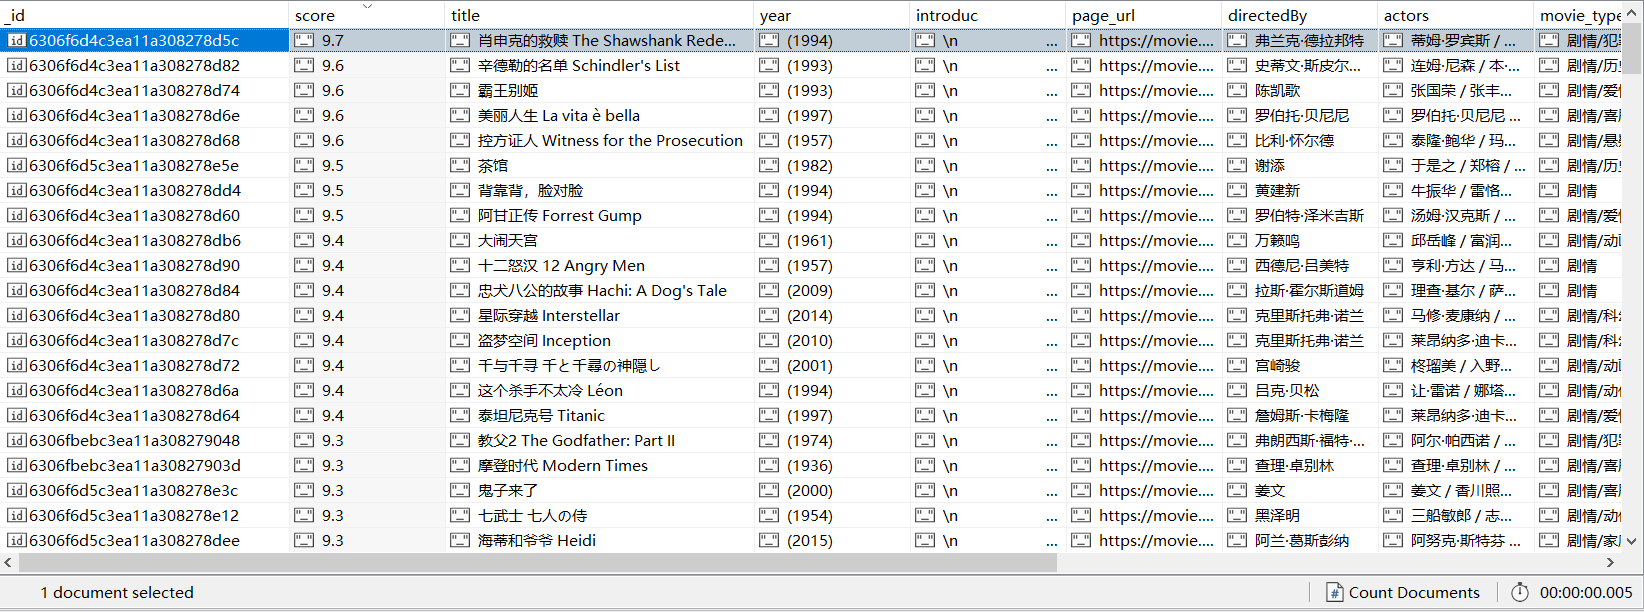 _id score title year introduc page_url directedBy actors movie_type
6306f6d4c3ea11a308278d5c 9.7 肖申克的救赎 The Shawshank Rede... (1994) \n ... https://movie.... 弗兰克·德拉邦特 蒂姆·罗宾斯 / ... 剧情/犯罪
6306f6d4c3ea11a308278d82 9.6 辛德勒的名单 Schindler's List (1993) \n ... https://movie.... 史蒂文·斯皮尔... 连姆·尼森 / 本·... 剧情/历史
6306f6d4c3ea11a308278d74 9.6 霸王别姬 (1993) \n ... https://movie.... 陈凯歌 张国荣 / 张丰... 剧情/爱情
6306f6d4c3ea11a308278d6e 9.6 美丽人生 La vita è bella (1997) \n ... https://movie.... 罗伯托·贝尼尼 罗伯托·贝尼尼 ... 剧情/喜剧
6306f6d4c3ea11a308278d68 9.6 控方证人 Witness for the Prosecution (1957) \n ... https://movie.... 比利·怀尔德 泰隆·鲍华 / 玛... 剧情/悬疑
6306f6d5c3ea11a308278e5e 9.5 茶馆 (1982) \n ... https://movie.... 谢添 于是之 / 郑榕 / ... 剧情/历史
6306f6d4c3ea11a308278dd4 9.5 背靠背，脸对脸 (1994) \n ... https://movie.... 黄建新 牛振华 / 雷恪... 剧情
6306f6d4c3ea11a308278d60 9.5 阿甘正传 Forrest Gump (1994) \n ... https://movie.... 罗伯特·泽米吉斯 汤姆·汉克斯 / ... 剧情/爱情
6306f6d4c3ea11a308278db6 9.4 大闹天宫 (1961) \n ... https://movie.... 万籁鸣 邱岳峰 / 富润... 剧情/动画
6306f6d4c3ea11a308278d90 9.4 十二怒汉 12 Angry Men (1957) \n ... https://movie.... 西德尼·吕美特 亨利·方达 / 马... 剧情
6306f6d4c3ea11a308278d84 9.4 忠犬八公的故事 Hachi: A Dog's Tale (2009) \n ... https://movie.... 拉斯·霍尔斯道姆 理查·基尔 / 萨... 剧情
6306f6d4c3ea11a308278d80 9.4 星际穿越 Interstellar (2014) \n ... https://movie.... 克里斯托弗·诺兰 马修·麦康纳 / ... 剧情/科幻
6306f6d4c3ea11a308278d7c 9.4 盗梦空间 Inception (2010) \n ... https://movie.... 克里斯托弗·诺兰 莱昂纳多·迪卡... 剧情/科幻
6306f6d4c3ea11a308278d72 9.4 千与千寻 千と千尋の神隠し (2001) \n ... https://movie.... 宫崎骏 柊瑠美 / 入野... 剧情/动画
6306f6d4c3ea11a308278d6a 9.4 这个杀手不太冷 Léon (1994) \n ... https://movie.... 吕克·贝松 让·雷诺 / 娜塔... 剧情/动作
6306f6d4c3ea11a308278d64 9.4 泰坦尼克号 Titanic (1997) \n ... https://movie.... 詹姆斯·卡梅隆 莱昂纳多·迪卡... 剧情/爱情
6306fbebc3ea11a308279048 9.3 教父2 The Godfather: Part II (1974) \n ... https://movie.... 弗朗西斯·福特·... 阿尔·帕西诺 / ... 剧情/犯罪
6306fbebc3ea11a30827903d 9.3 摩登时代 Modern Times (1936) \n ... https://movie.... 查理·卓别林 查理·卓别林 / ... 剧情/喜剧
6306f6d5c3ea11a308278e3c 9.3 鬼子来了 (2000) \n ... https://movie.... 姜文 姜文 / 香川照... 剧情/喜剧
6306f6d5c3ea11a308278e12 9.3 七武士 七人の侍 (1954) \n ... https://movie.... 黑泽明 三船敏郎 / 志... 剧情/动作
6306f6d5c3ea11a308278dee 9.3 海蒂和爷爷 Heidi (2015) \n ... https://movie.... 阿兰·葛斯彭纳 阿努克·斯特芬 ... 剧情/家庭
1 document selected Count Documents 00:00:00.005